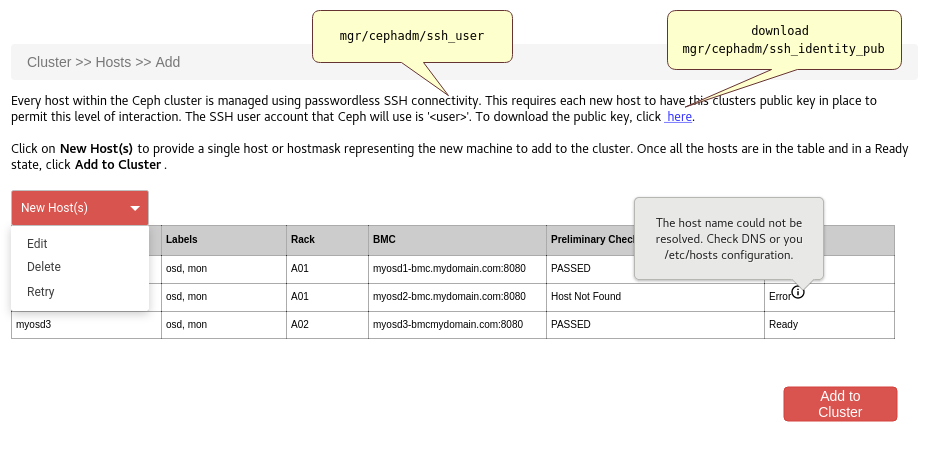 mgr/cephadm/ssh_user
download
mgr/cephadm/ssh_identity_pub
Cluster >> Hosts >> Add
Every host within the Ceph cluster is managed using passwordless SSH connectivity. This requires each new host to have this clusters public key in place to
permit this level of interaction. The SSH user account that Ceph will use is '<user>'. To download the public key, click here.
Click on New Host(s) to provide a single host or hostmask representing the new machine to add to the cluster. Once all the hosts are in the table and in a Ready
state, click Add to Cluster .
New Host(s)
The host name could not be
resolved. Check DNS or you
/etc/hosts configuration.
Labels Rack BMC Preliminary Chec
Edit
Delete
Retry
osd, mon A01 myosd1-bmc.mydomain.com:8080 PASSED
osd, mon A01 myosd2-bmc.mydomain.com:8080 Host Not Found Error
myosd3 osd, mon A02 myosd3-bmcmydomain.com:8080 PASSED Ready
Add to
Cluster